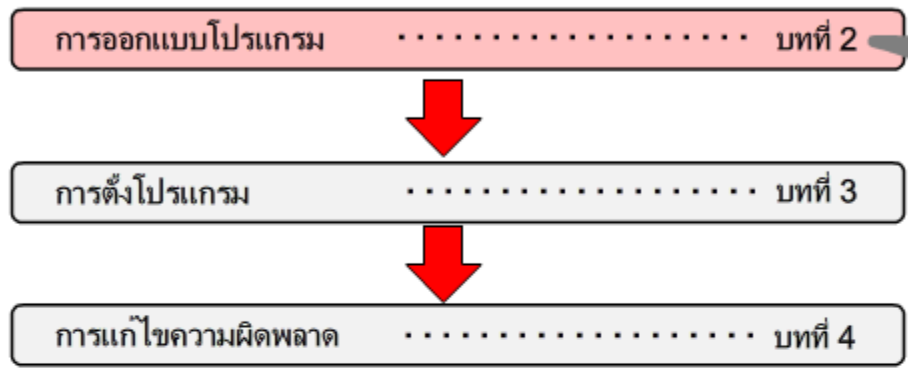 การออกแบบโปรแกรม ・・・・・・・・・・・・・・・・・・・ บทที่ 2
การตั้งโปรแกรม ・・・・・・・・・・・・・・・・・・・ บทที่ 3
การแก้ไขความผิดพลาด ・・・・・・・・・・・・・・・・・・・ บทที่ 4